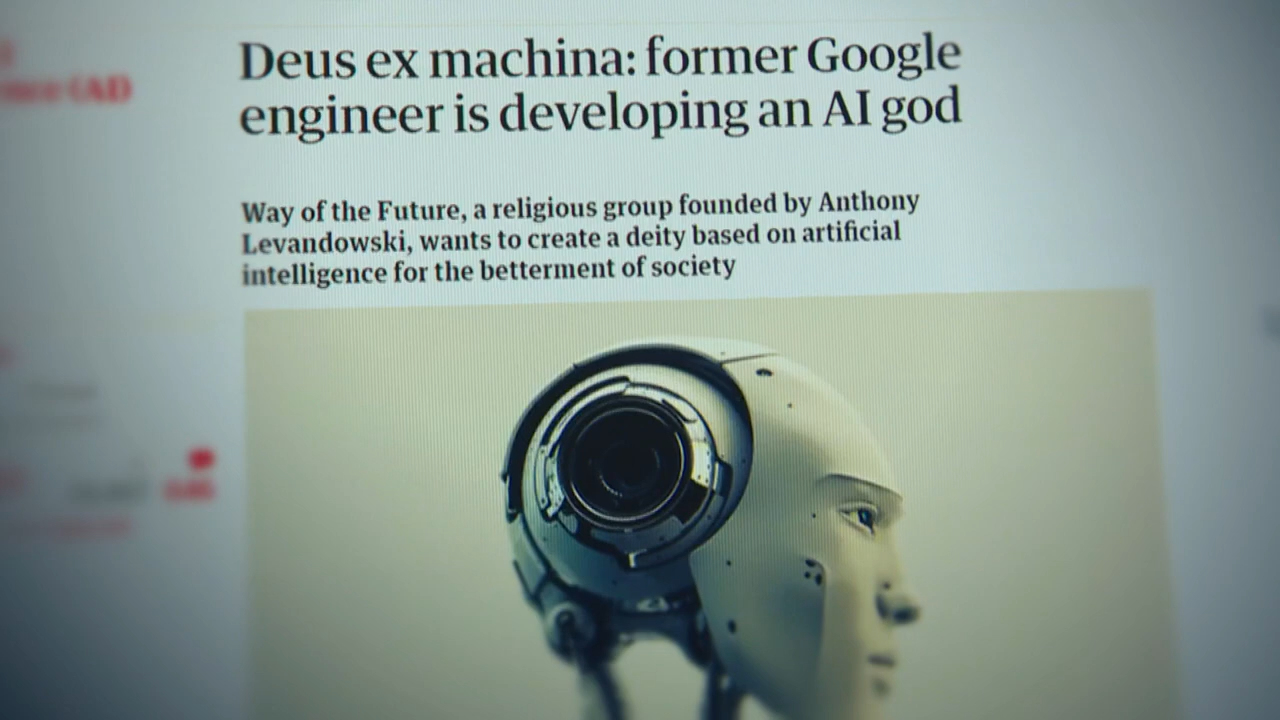 Deus ex machina: former Google
engineer is developing an AI god
Way of the Future, a religious group founded by Anthony
Levandowski, wants to create a deity based on artificial
intelligence for the betterment of society